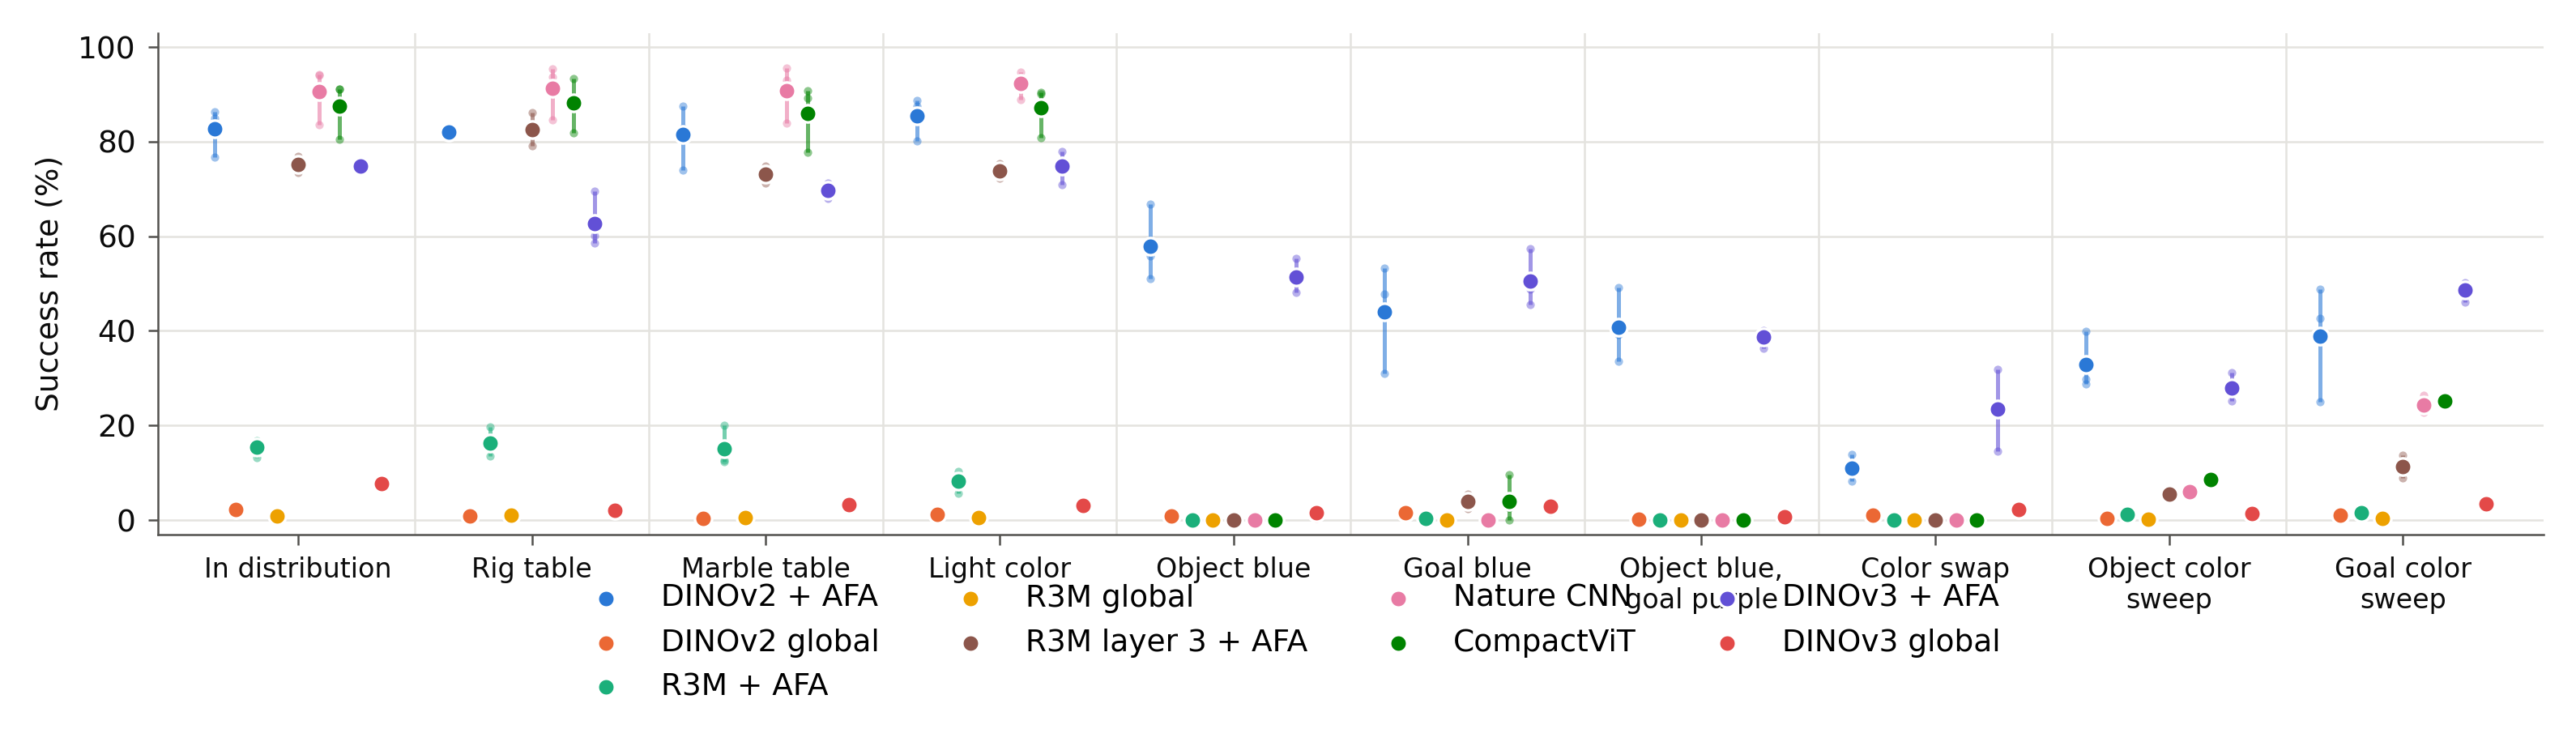 Success rate (%)
100
80
60
40
20
0
In distribution
Rig table
Marble table
Light color
Object blue
Goal blue
Object blue,
goal purple
Color swap
Object color
sweep
Goal color
sweep
DINOv2 + AFA
DINOv2 global
R3M + AFA
R3M global
R3M layer 3 + AFA
Nature CNN
CompactViT
DINOv3 + AFA
DINOv3 global